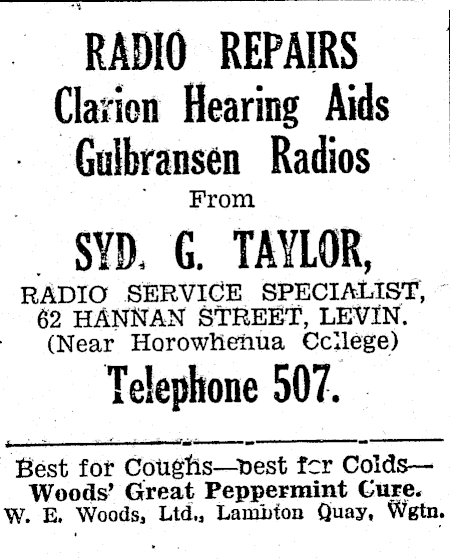 RADIO REPAIRS
Clarion Hearing Aids
Gulbransen Radios
From
SYD. G. TAYLOR,
RADIO SERVICE SPECIALIST,
62 HANNAN STREET, LEVIN.
(Near Horowhenua College)
Telephone 507.
Best for Coughs—best for Colds—
Woods' Great Peppermint Cure.
W. E. Woods, Ltd., Lambton Quay, Wgtn.